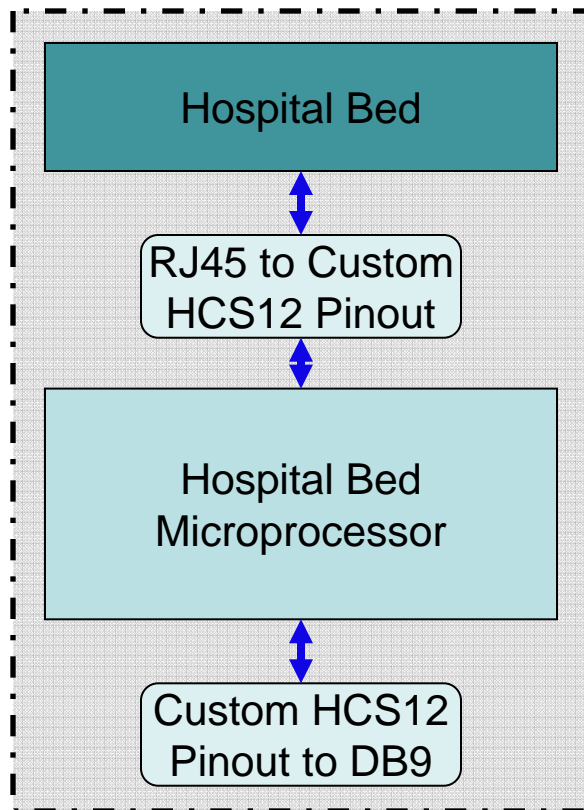 Hospital Bed
RJ45 to Custom
HCS12 Pinout
Hospital Bed
Microprocessor
Custom HCS12
Pinout to DB9